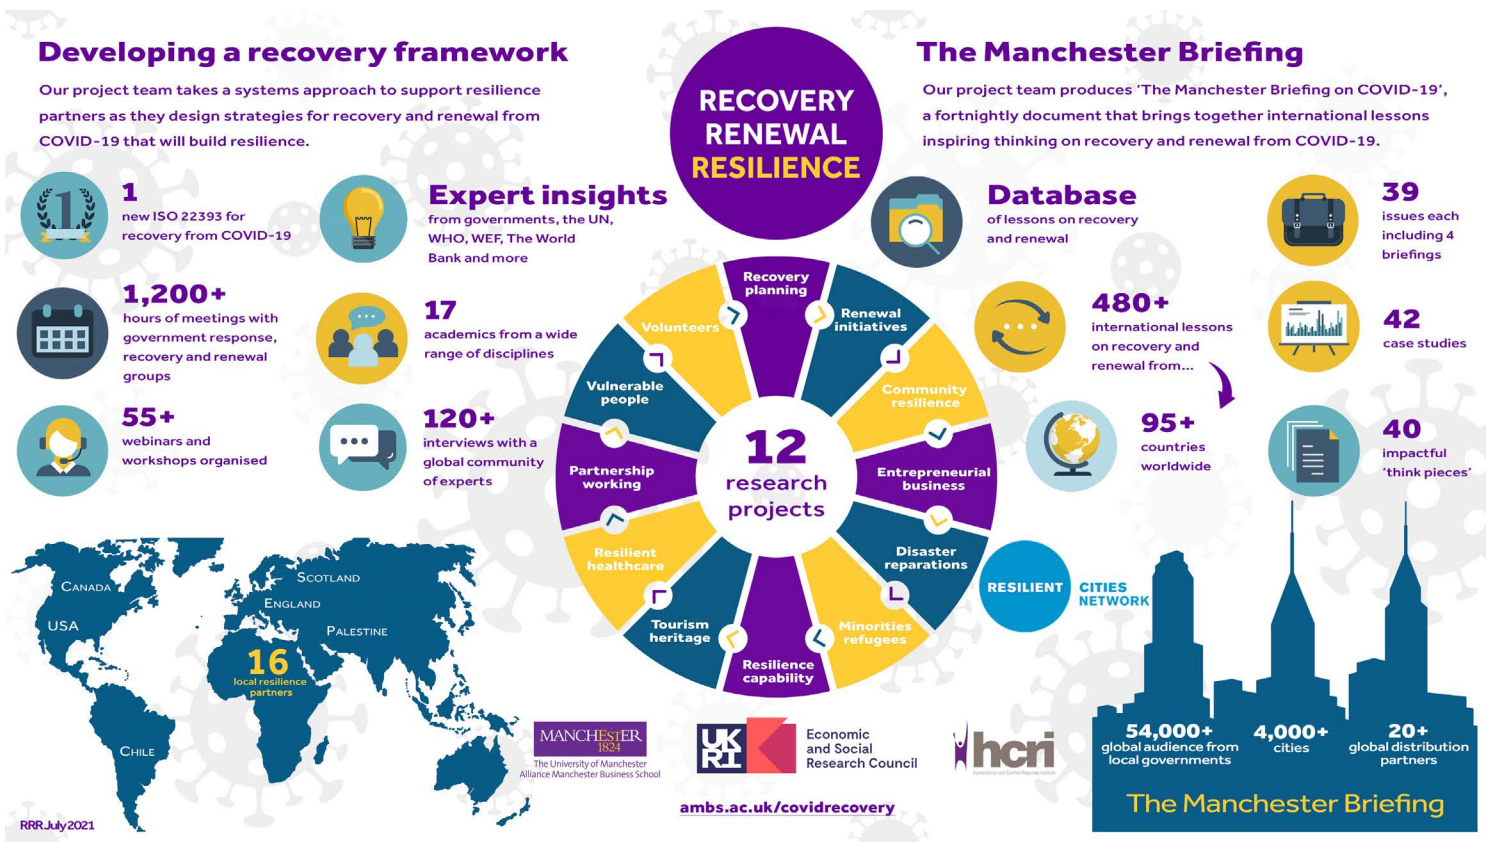 Developing a recovery framework
Our project team takes a systems approach to support resilience
partners as they design strategies for recovery and renewal from
COVID-19 that will build resilience.
1
1
new ISO 22393 for
recovery from COVID-19
Expert insights
from governments, the UN,
WHO, WEF, The World
Bank and more
1,200+
hours of meetings with
government response,
recovery and renewal
groups
17
academics from a wide
range of disciplines
55+
webinars and
workshops organised
120+
interviews with a
global community
of experts
RECOVERY
RENEWAL
RESILIENCE
The Manchester Briefing
Our project team produces 'The Manchester Briefing on COVID-19',
a fortnightly document that brings together international lessons
inspiring thinking on recovery and renewal from COVID-19.
Database
of lessons on recovery
and renewal
39
issues each
including 4
briefings
480+
international lessons
on recovery and
renewal from...
42
case studies
95+
countries
worldwide
40
impactful
'think pieces'
12
research
projects
Recovery
planning
Renewal
initiatives
Community
resilience
Entrepreneurial
business
Disaster
reparations
Minorities
refugees
Resilience
capability
Tourism
heritage
Resilient
healthcare
Partnership
working
Vulnerable
people
Volunteers
CANADA
USA
SCOTLAND
ENGLAND
PALESTINE
16
local resilience
partners
CHILE
RRR July 2021
MANCHESTER
1824
The University of Manchester
Alliance Manchester Business School
UK
RI
Economic
and Social
Research Council
hcri
Humanitarian and Conflict Response Institute
ambs.ac.uk/covidrecovery
RESILIENT CITIES
NETWORK
54,000+
global audience from
local governments
4,000+
cities
20+
global distribution
partners
The Manchester Briefing